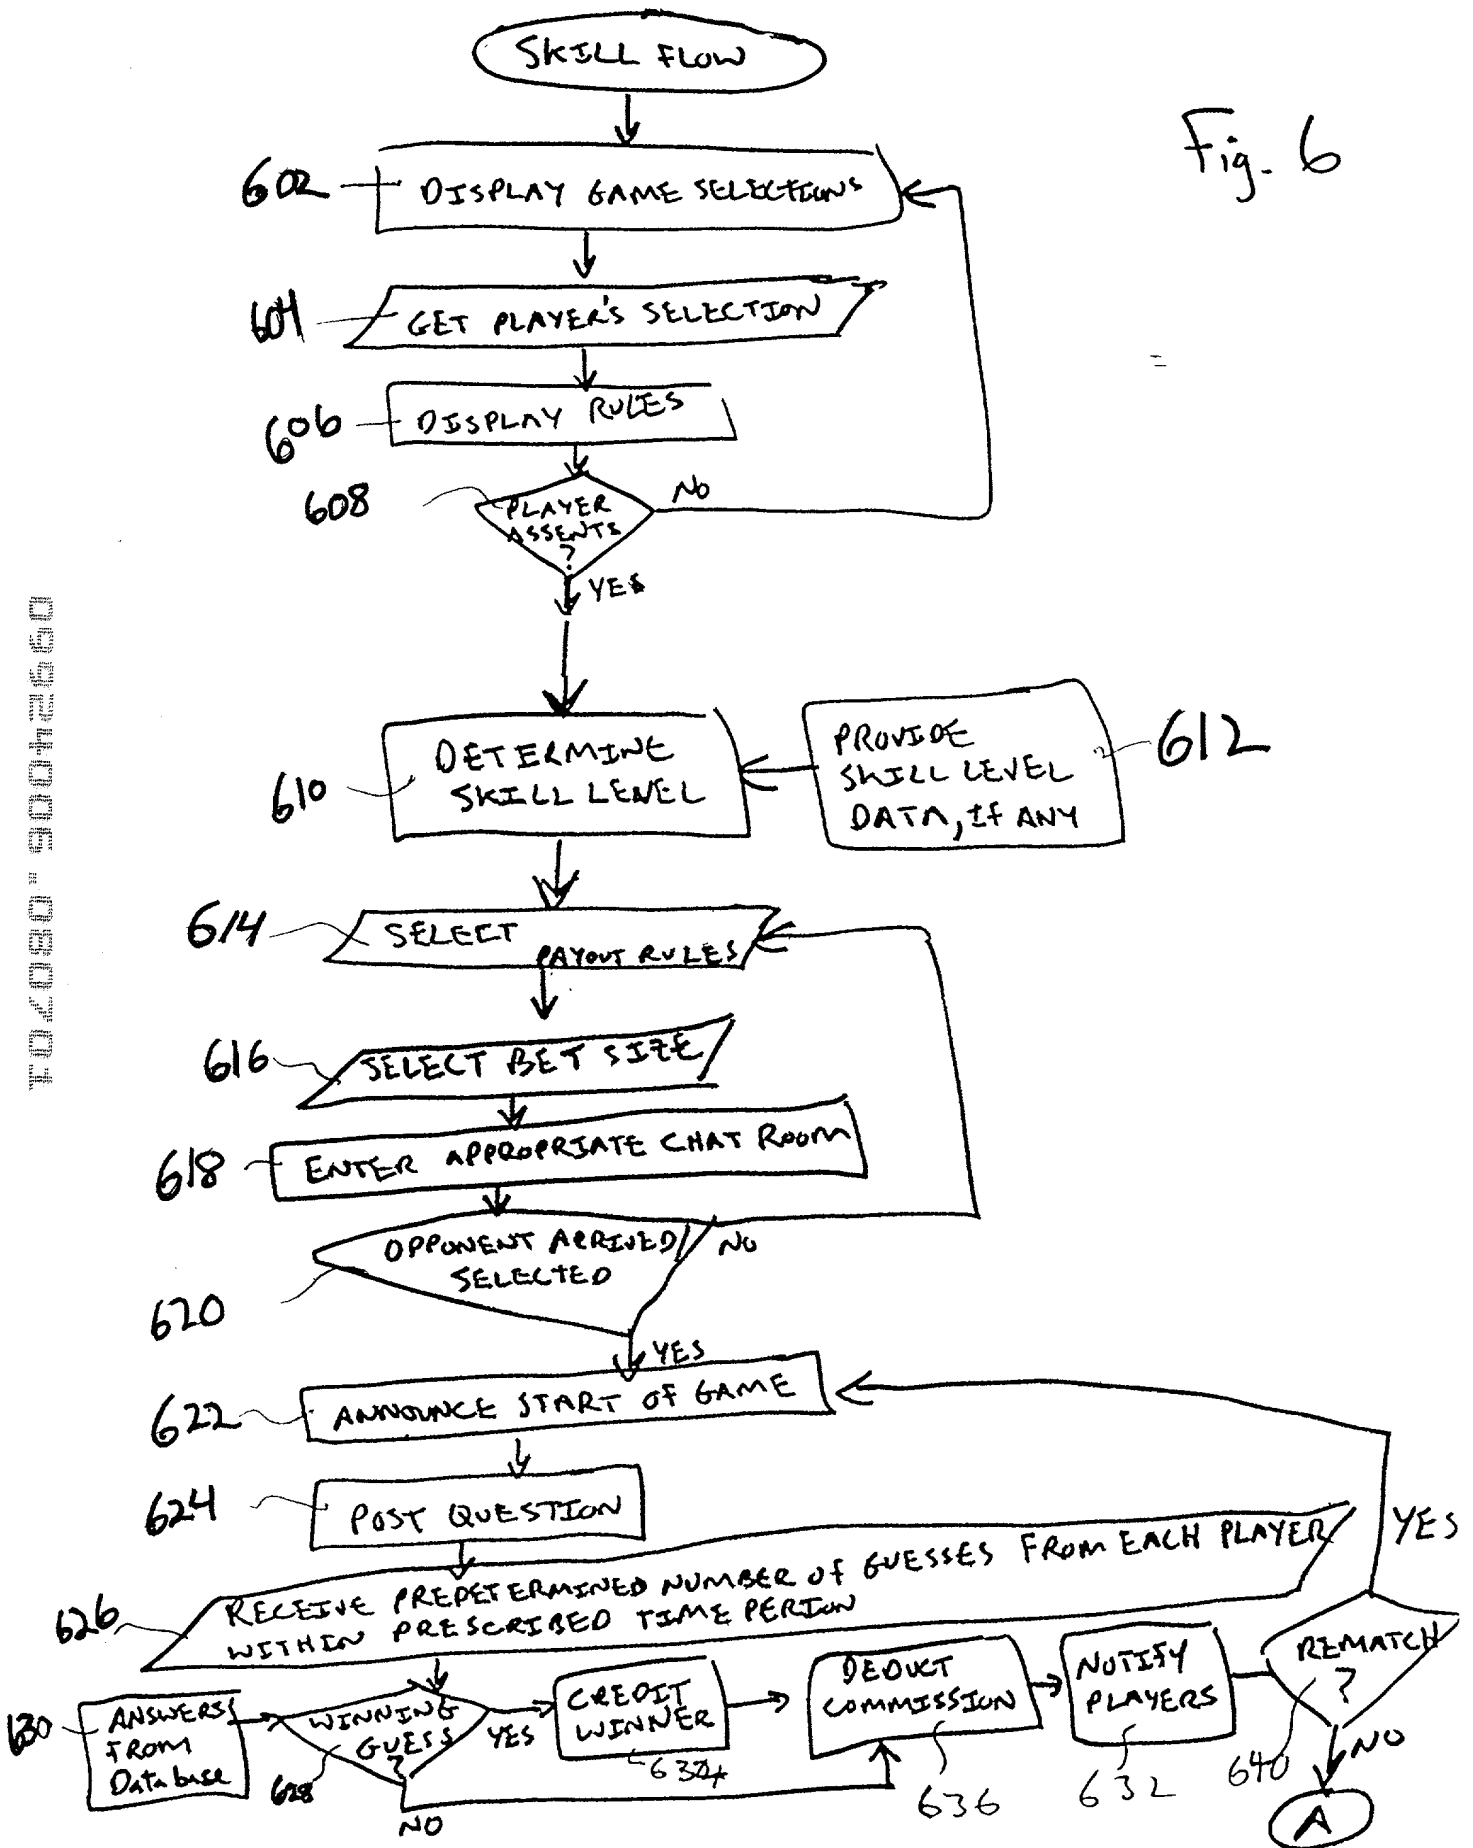 SKILL FLOW
Fig. 6
602
DISPLAY GAME SELECTIONS
604
GET PLAYER'S SELECTION
606
DISPLAY RULES
608
PLAYER
ASSENTS
?
NO
YES
610
DETERMINE
SKILL LEVEL
PROVIDE
SKILL LEVEL
DATA, IF ANY
612
614
SELECT
PAYOUT RULES
616
SELECT BET SIZE
618
ENTER APPROPRIATE CHAT ROOM
OPPONENT ARRIVED/
SELECTED
NO
620
YES
622
ANNOUNCE START OF GAME
624
POST QUESTION
YES
626
RECEIVE PREDETERMINED NUMBER OF GUESSES FROM EACH PLAYER
WITHIN PRESCRIBED TIME PERIOD
630
ANSWERS
FROM
Database
WINNING
GUESS
?
628
YES
NO
CREDIT
WINNER
634
DEDUCT
COMMISSION
636
NOTIFY
PLAYERS
632
REMATCH
?
640
NO
A
09924006.080701